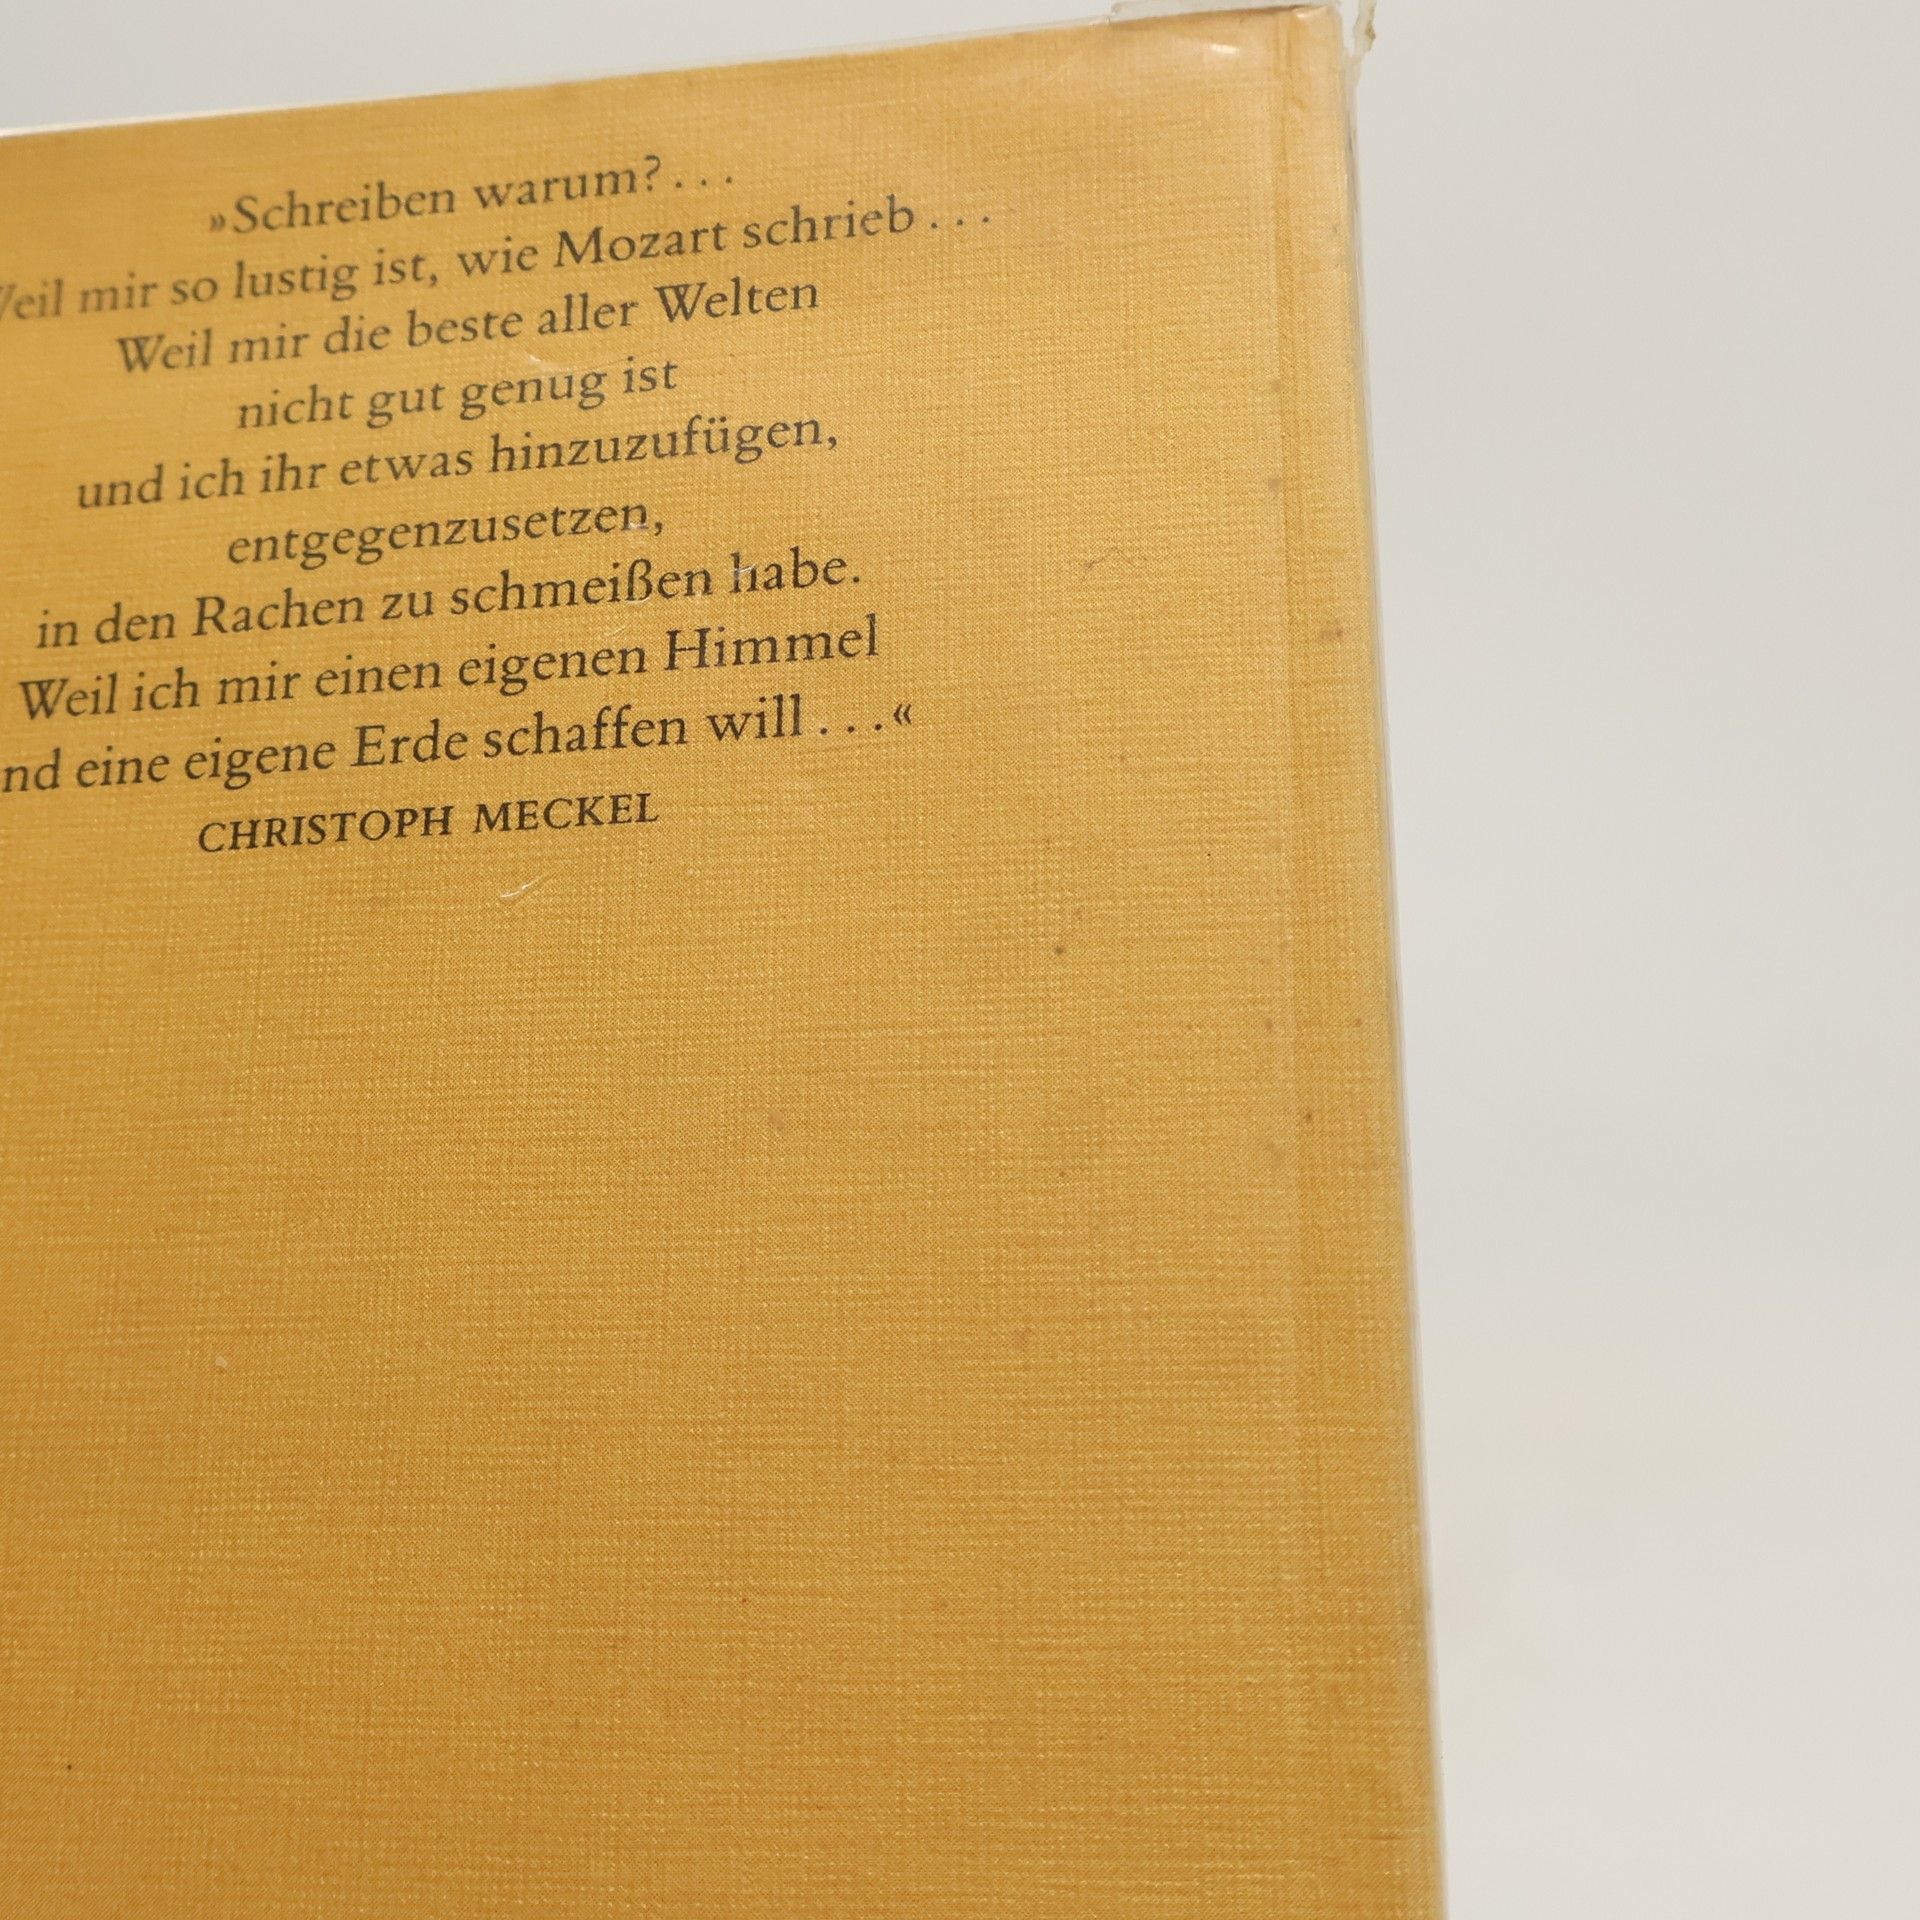 »Schreiben warum? . . .
Weil mir so lustig ist, wie Mozart schrieb . . .
Weil mir die beste aller Welten
nicht gut genug ist
und ich ihr etwas hinzuzufügen,
entgegenzusetzen,
in den Rachen zu schmeißen habe.
Weil ich mir einen eigenen Himmel
nd eine eigene Erde schaffen will . . .«
CHRISTOPH MECKEL